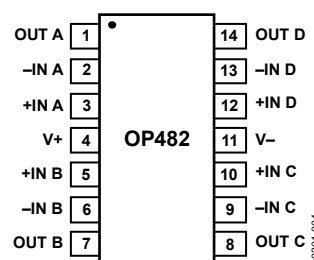 OUT A 1 14 OUT D
–IN A 2 13 –IN D
+IN A 3 12 +IN D
V+ 4 OP482 11 V–
+IN B 5 10 +IN C
–IN B 6 9 –IN C
OUT B 7 8 OUT C